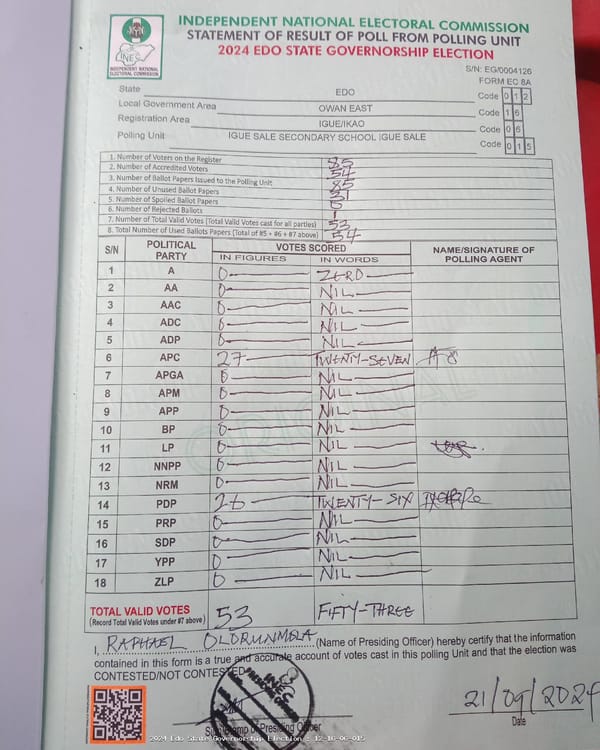 INDEPENDENT NATIONAL ELECTORAL COMMISSION
STATEMENT OF RESULT OF POLL FROM POLLING UNIT
2024 EDO STATE GOVERNORSHIP ELECTION
INEC
INDEPENDENT NATIONAL ELECTORAL COMMISSION
S/N: EG/0004126
FORM EC 8A
State EDO Code 0 1 2
Local Government Area OWAN EAST Code 1 6
Registration Area IGUE/IKAO Code 0 6
Polling Unit IGUE SALE SECONDARY SCHOOL IGUE SALE Code 0 1 5
1. Number of Voters on the Register 85
2. Number of Accredited Voters 54
3. Number of Ballot Papers Issued to the Polling Unit 85
4. Number of Unused Ballot Papers 31
5. Number of Spoiled Ballot Papers 0
6. Number of Rejected Ballots 1
7. Number of Total Valid Votes (Total Valid Votes cast for all parties) 53
8. Total Number of Used Ballots Papers (Total of #5 + #6 + #7 above) 54
S/N POLITICAL PARTY VOTES SCORED NAME/SIGNATURE OF POLLING AGENT
IN FIGURES IN WORDS
1 A 0 ZERO
2 AA 0 NIL
3 AAC 0 NIL
4 ADC 0 NIL
5 ADP 0 NIL
6 APC 27 TWENTY-SEVEN
7 APGA 0 NIL
8 APM 0 NIL
9 APP 0 NIL
10 BP 0 NIL
11 LP 0 NIL
12 NNPP 0 NIL
13 NRM 0 NIL
14 PDP 26 TWENTY-SIX
15 PRP 0 NIL
16 SDP 0 NIL
17 YPP 0 NIL
18 ZLP 0 NIL
ORIGINAL
TOTAL VALID VOTES 53 FIFTY-THREE
(Record Total Valid Votes under #7 above)
I, RAPHAEL OLORUNMOLA (Name of Presiding Officer) hereby certify that the information
contained in this form is a true and accurate account of votes cast in this polling Unit and that the election was
CONTESTED/NOT CONTESTED
INEC
Presiding Officer
21/09/2024
Date
2024 Edo State Governorship Election - 12-16-06-015